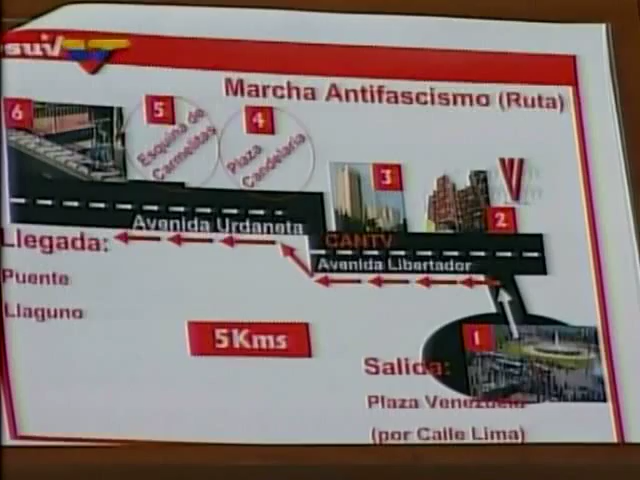 psuv
Marcha Antifascismo (Ruta)
6
5
Esquina de
Carmelitas
4
Plaza
Candelaria
3
2
Avenida Urdaneta
CANTV
Avenida Libertador
Llegada:
Puente
Llaguno
5Kms
1
Salida:
Plaza Venezuela
(por Calle Lima)